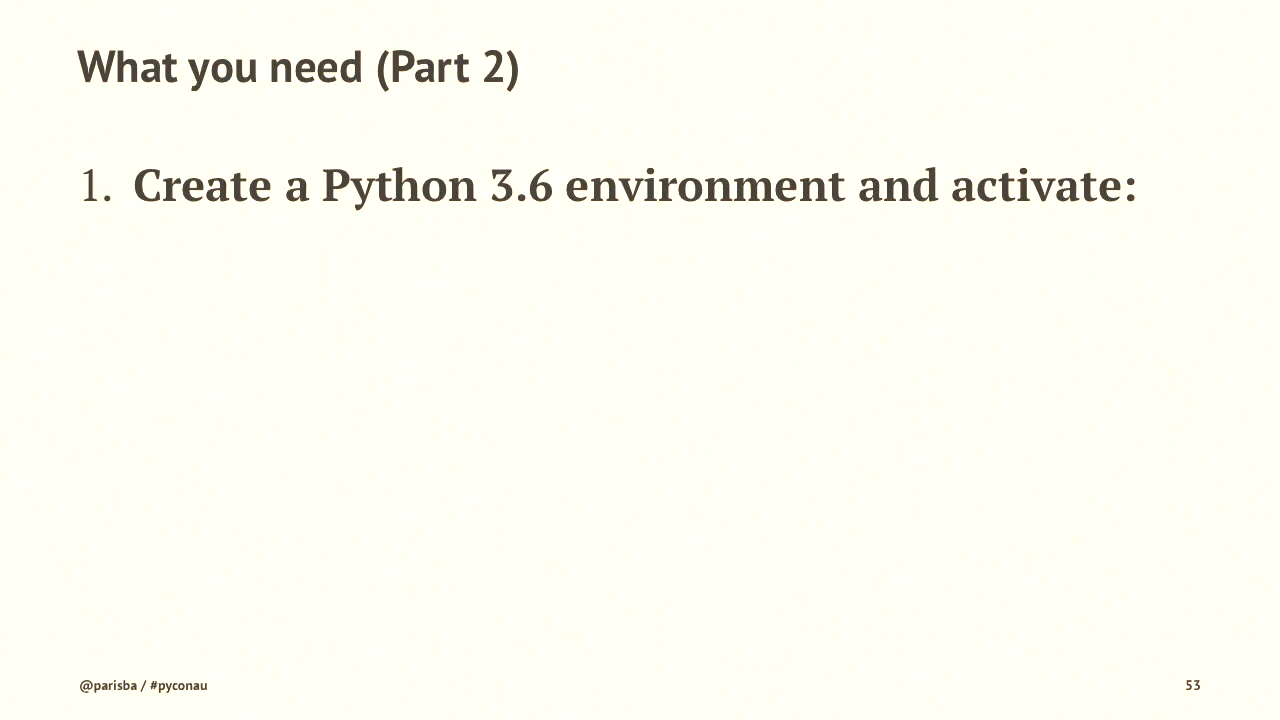 What you need (Part 2)
1. Create a Python 3.6 environment and activate:
@parisba / #pyconau
53